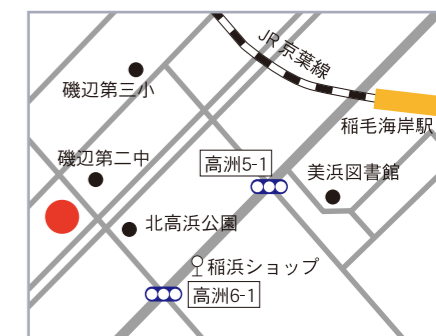 JR京葉線
磯辺第三小
稲毛海岸駅
磯辺第二中
高洲5-1
美浜図書館
北高浜公園
稲浜ショップ
高洲6-1